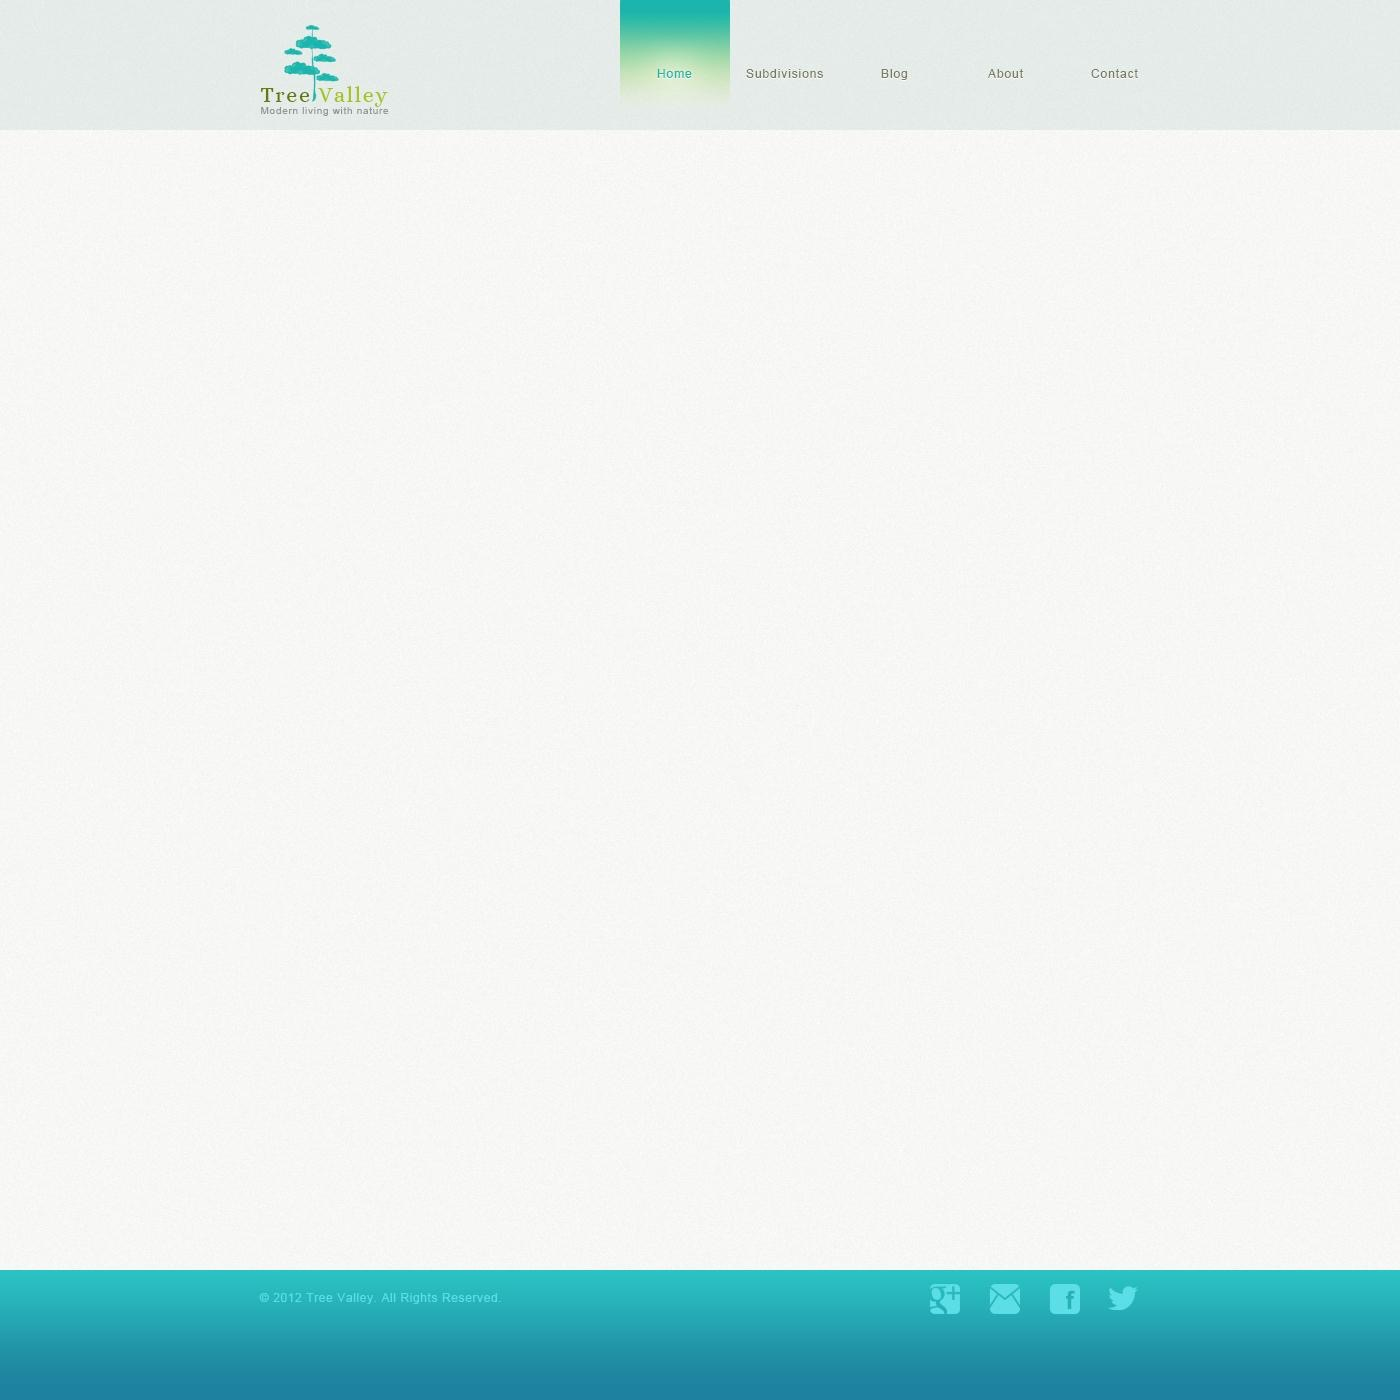 Home Subdivisions Blog About Contact
Tree Valley
Modern living with nature
© 2012 Tree Valley. All Rights Reserved.